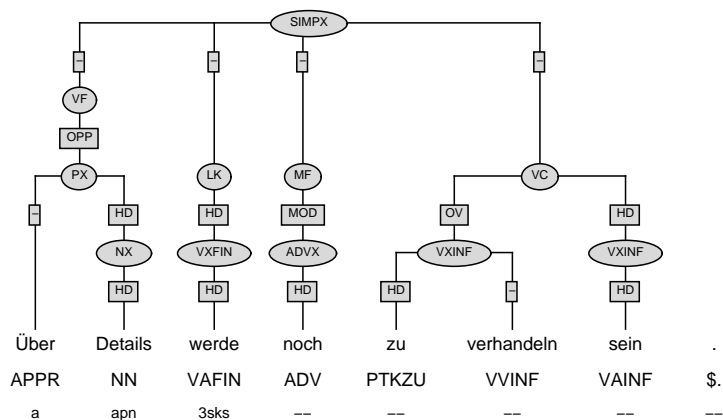 SIMPX
– – – –
VF
OPP
PX LK MF VC
– HD HD MOD OV HD
NX VXFIN ADVX VXINF VXINF
HD HD HD HD – HD
Über Details werde noch zu verhandeln sein .
APPR NN VAFIN ADV PTKZU VVINF VAINF $.
a apn 3sks –– –– –– –– ––